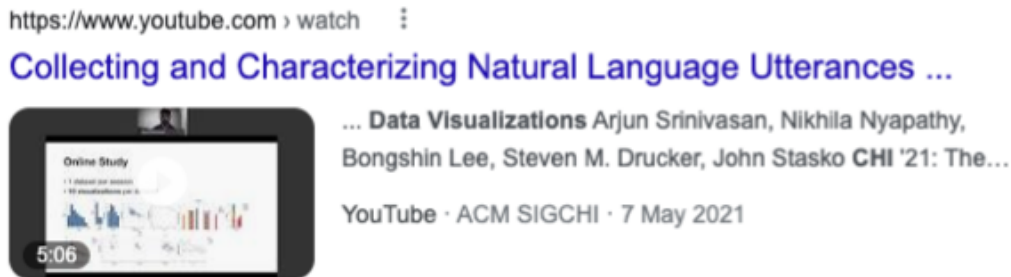 https://www.youtube.com › watch
Collecting and Characterizing Natural Language Utterances ...
... Data Visualizations Arjun Srinivasan, Nikhila Nyapathy,
Bongshin Lee, Steven M. Drucker, John Stasko CHI '21: The...
YouTube · ACM SIGCHI · 7 May 2021
Online Study
5:06